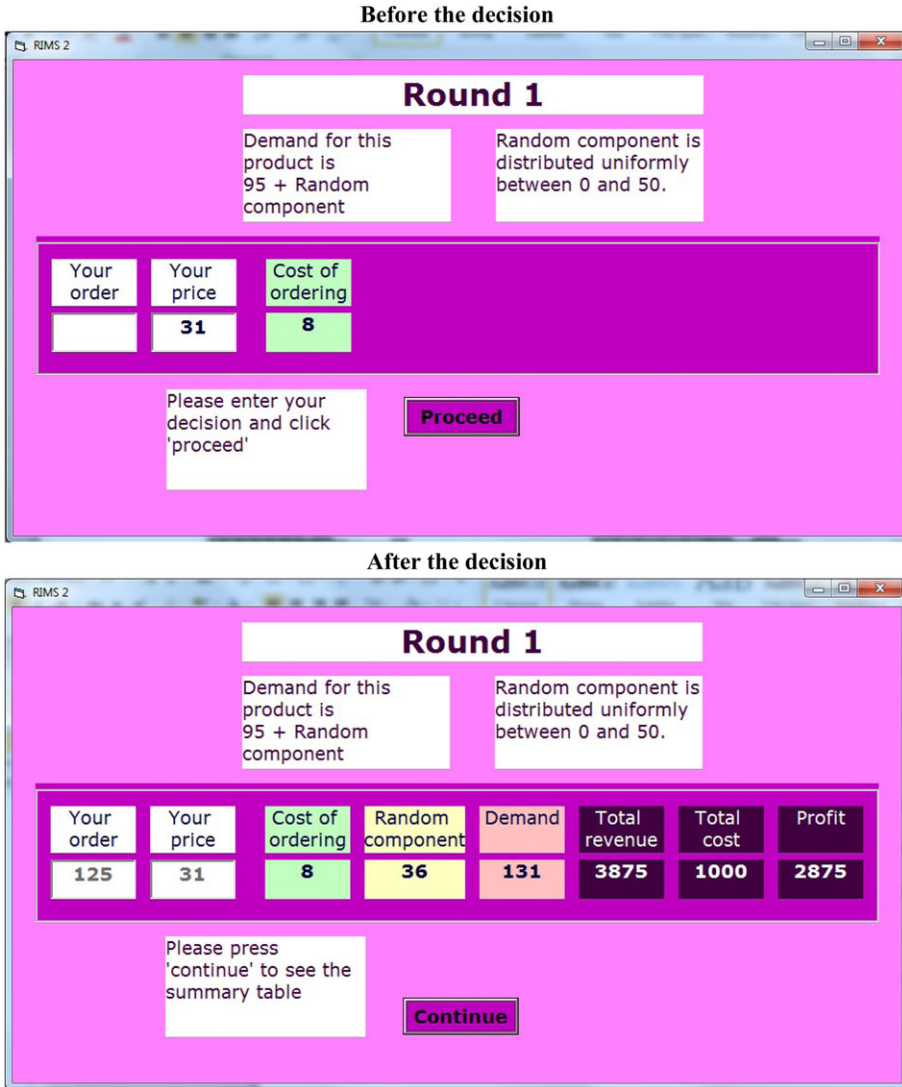 Before the decision
RIMS 2
Round 1
Demand for this
product is
95 + Random
component
Random component is
distributed uniformly
between 0 and 50.
Your
order
Your
price
Cost of
ordering
31
8
Please enter your
decision and click
'proceed'
Proceed
After the decision
RIMS 2
Round 1
Demand for this
product is
95 + Random
component
Random component is
distributed uniformly
between 0 and 50.
Your
order
Your
price
Cost of
ordering
Random
component
Demand
Total
revenue
Total
cost
Profit
125
31
8
36
131
3875
1000
2875
Please press
'continue' to see the
summary table
Continue